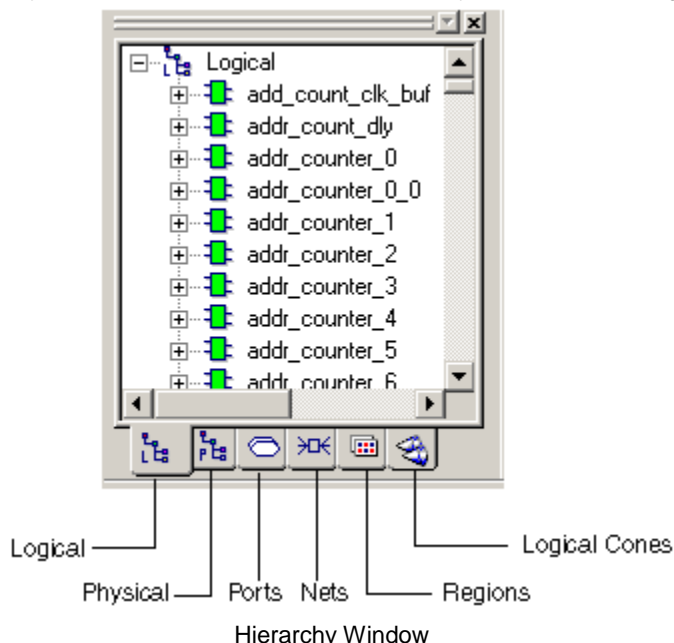 Logical
add_count_clk_buf
addr_count_dly
addr_counter_0
addr_counter_0_0
addr_counter_1
addr_counter_2
addr_counter_3
addr_counter_4
addr_counter_5
addr_counter_6
Logical
Physical
Ports
Nets
Regions
Logical Cones
Hierarchy Window